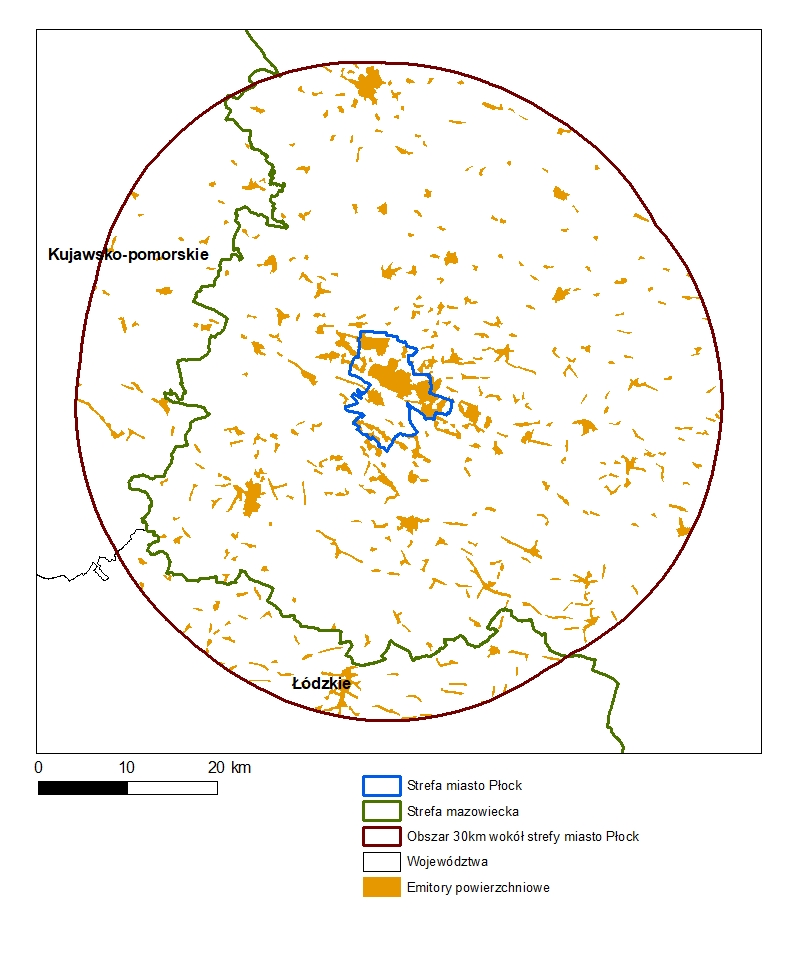 Kujawsko-pomorskie
Łódzkie
0 10 20 km
Strefa miasto Płock
Strefa mazowiecka
Obszar 30km wokół strefy miasto Płock
Województwa
Emitory powierzchniowe